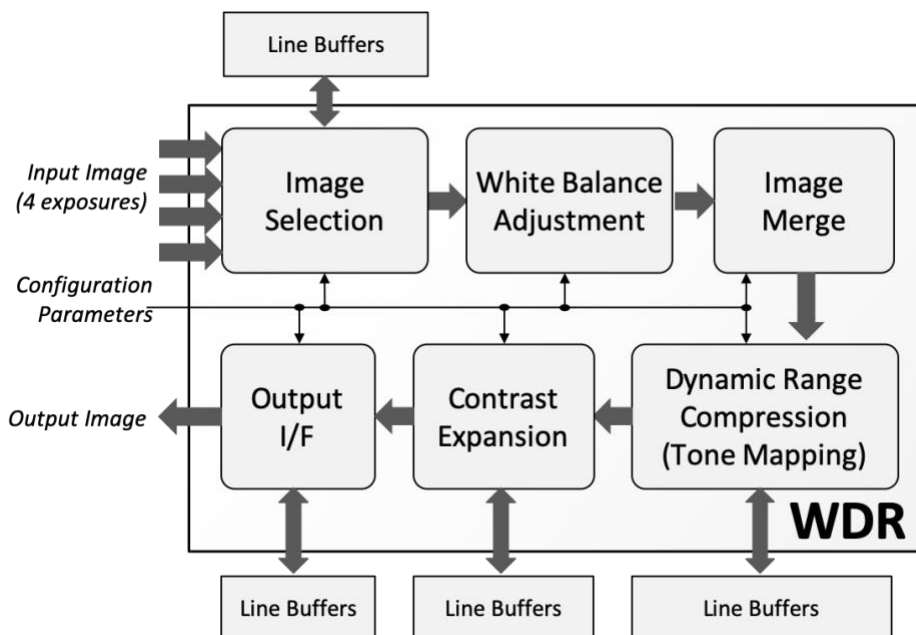 Line Buffers
Input Image
(4 exposures)
Image
Selection
White Balance
Adjustment
Image
Merge
Configuration
Parameters
Output Image
Output
I/F
Contrast
Expansion
Dynamic Range
Compression
(Tone Mapping)
WDR
Line Buffers
Line Buffers
Line Buffers